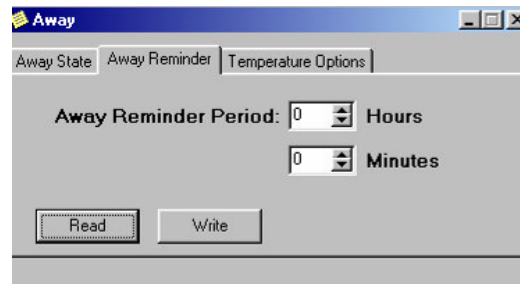 Away
Away State Away Reminder Temperature Options
Away Reminder Period: 0 Hours
0 Minutes
Read Write